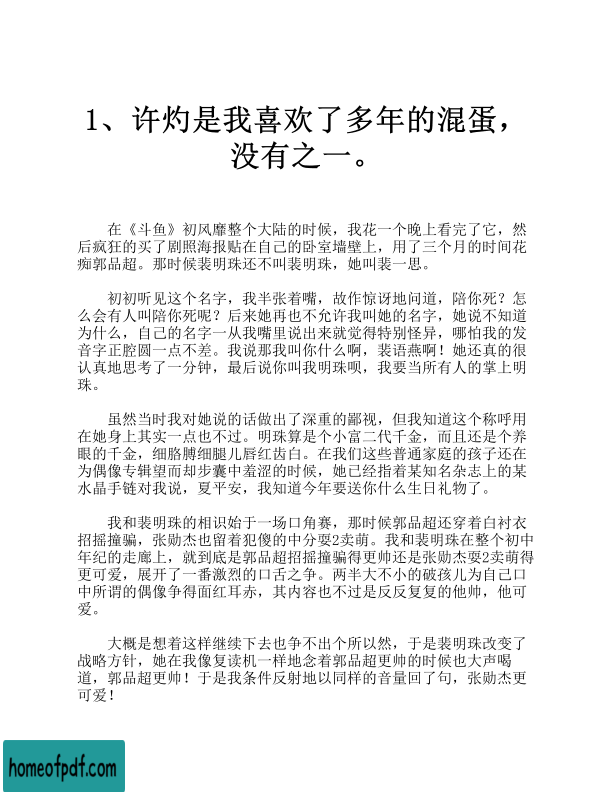 1、许灼是我喜欢了多年的混蛋，
没有之一。
在《斗鱼》初风靡整个大陆的时候，我花一个晚上看完了它，然
后疯狂的买了剧照海报贴在自己的卧室墙壁上，用了三个月的时间花
痴郭品超。那时候裴明珠还不叫裴明珠，她叫裴一思。
初初听见这个名字，我半张着嘴，故作惊讶地问道，陪你死？怎
么会有人叫陪你死呢？后来她再也不允许我叫她的名字，她说不知道
为什么，自己的名字一从我嘴里说出来就觉得特别怪异，哪怕我的发
音字正腔圆一点不差。我说那我叫你什么啊，裴语燕啊！她还真的很
认真地思考了一分钟，最后说你叫我明珠呗，我要当所有人的掌上明
珠。
虽然当时我对她说的话做出了深重的鄙视，但我知道这个称呼用
在她身上其实一点也不过。明珠算是个小富二代千金，而且还是个养
眼的千金，细胳膊细腿儿唇红齿白。在我们这些普通家庭的孩子还在
为偶像专辑望而却步囊中羞涩的时候，她已经指着某知名杂志上的某
水晶手链对我说，夏平安，我知道今年要送你什么生日礼物了。
我和裴明珠的相识始于一场口角赛，那时候郭品超还穿着白衬衣
招摇撞骗，张勋杰也留着犯傻的中分耍2卖萌。我和裴明珠在整个初中
年纪的走廊上，就到底是郭品超招摇撞骗得更帅还是张勋杰耍2卖萌得
更可爱，展开了一番激烈的口舌之争。两半大不小的破孩儿为自己口
中所谓的偶像争得面红耳赤，其内容也不过是反反复复的他帅，他可
爱。
大概是想着这样继续下去也争不出个所以然，于是裴明珠改变了
战略方针，她在我像复读机一样地念着郭品超更帅的时候也大声喝
道，郭品超更帅！于是我条件反射地以同样的音量回了句，张勋杰更
可爱！
homeofpdf.com